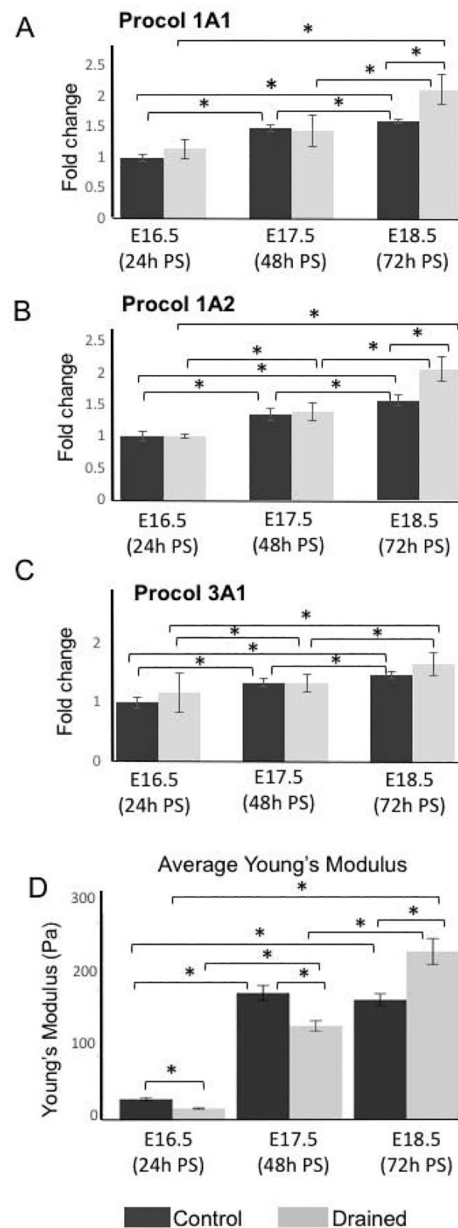 A
Procol 1A1
Fold change
2.5
2
1.5
1
0.5
0
*
*
*
*
*
*
E16.5
E17.5
E18.5
(24h PS)
(48h PS)
(72h PS)
B
Procol 1A2
Fold change
2.5
2
1.5
1
0.5
0
*
*
*
*
*
*
*
E16.5
E17.5
E18.5
(24h PS)
(48h PS)
(72h PS)
C
Procol 3A1
Fold change
2
1
0
*
*
*
*
*
*
E16.5
E17.5
E18.5
(24h PS)
(48h PS)
(72h PS)
Average Young's Modulus
D
Young's Modulus (Pa)
300
200
100
0
*
*
*
*
*
*
*
*
*
E16.5
E17.5
E18.5
(24h PS)
(48h PS)
(72h PS)
Control
Drained